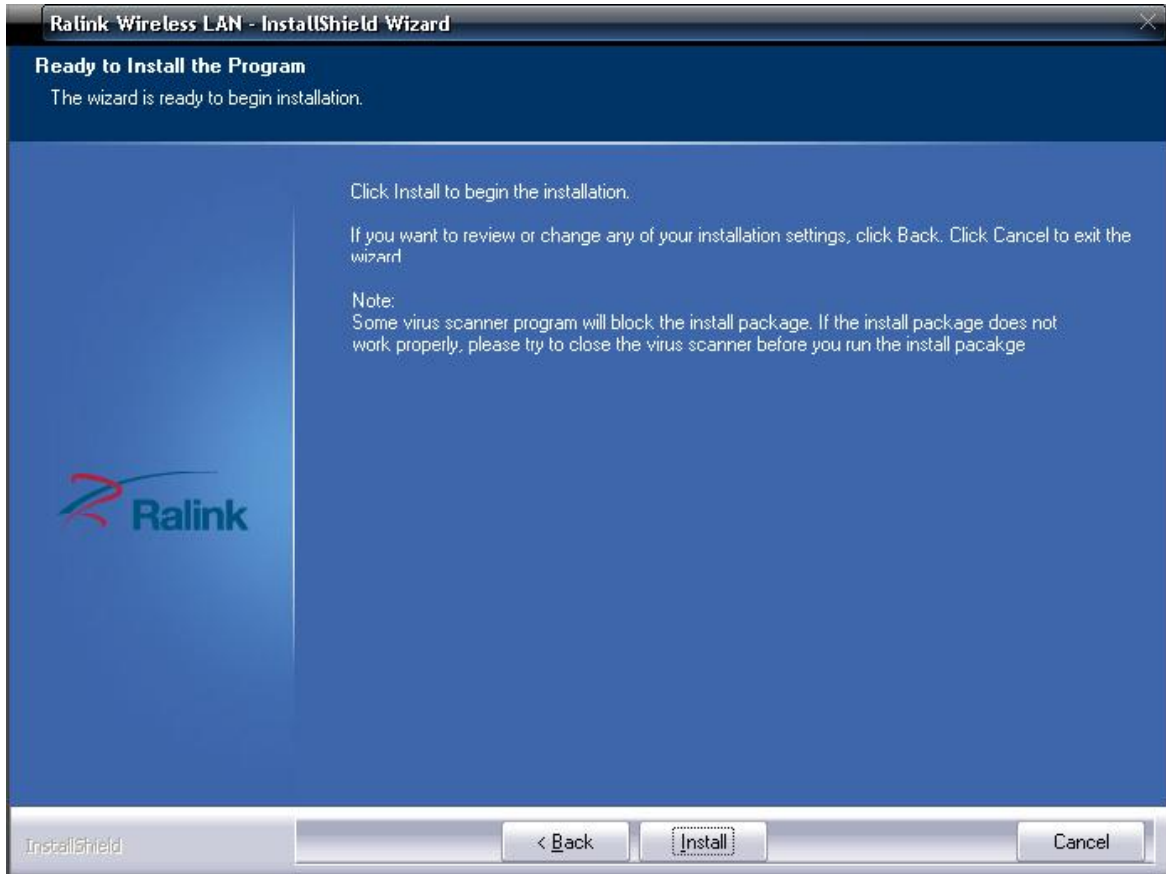 Ralink Wireless LAN - InstallShield Wizard
Ready to Install the Program
The wizard is ready to begin installation.
Click Install to begin the installation.
If you want to review or change any of your installation settings, click Back. Click Cancel to exit the
wizard
Note:
Some virus scanner program will block the install package. If the install package does not
work properly, please try to close the virus scanner before you run the install pacakge
Ralink
InstallShield
< Back
Install
Cancel